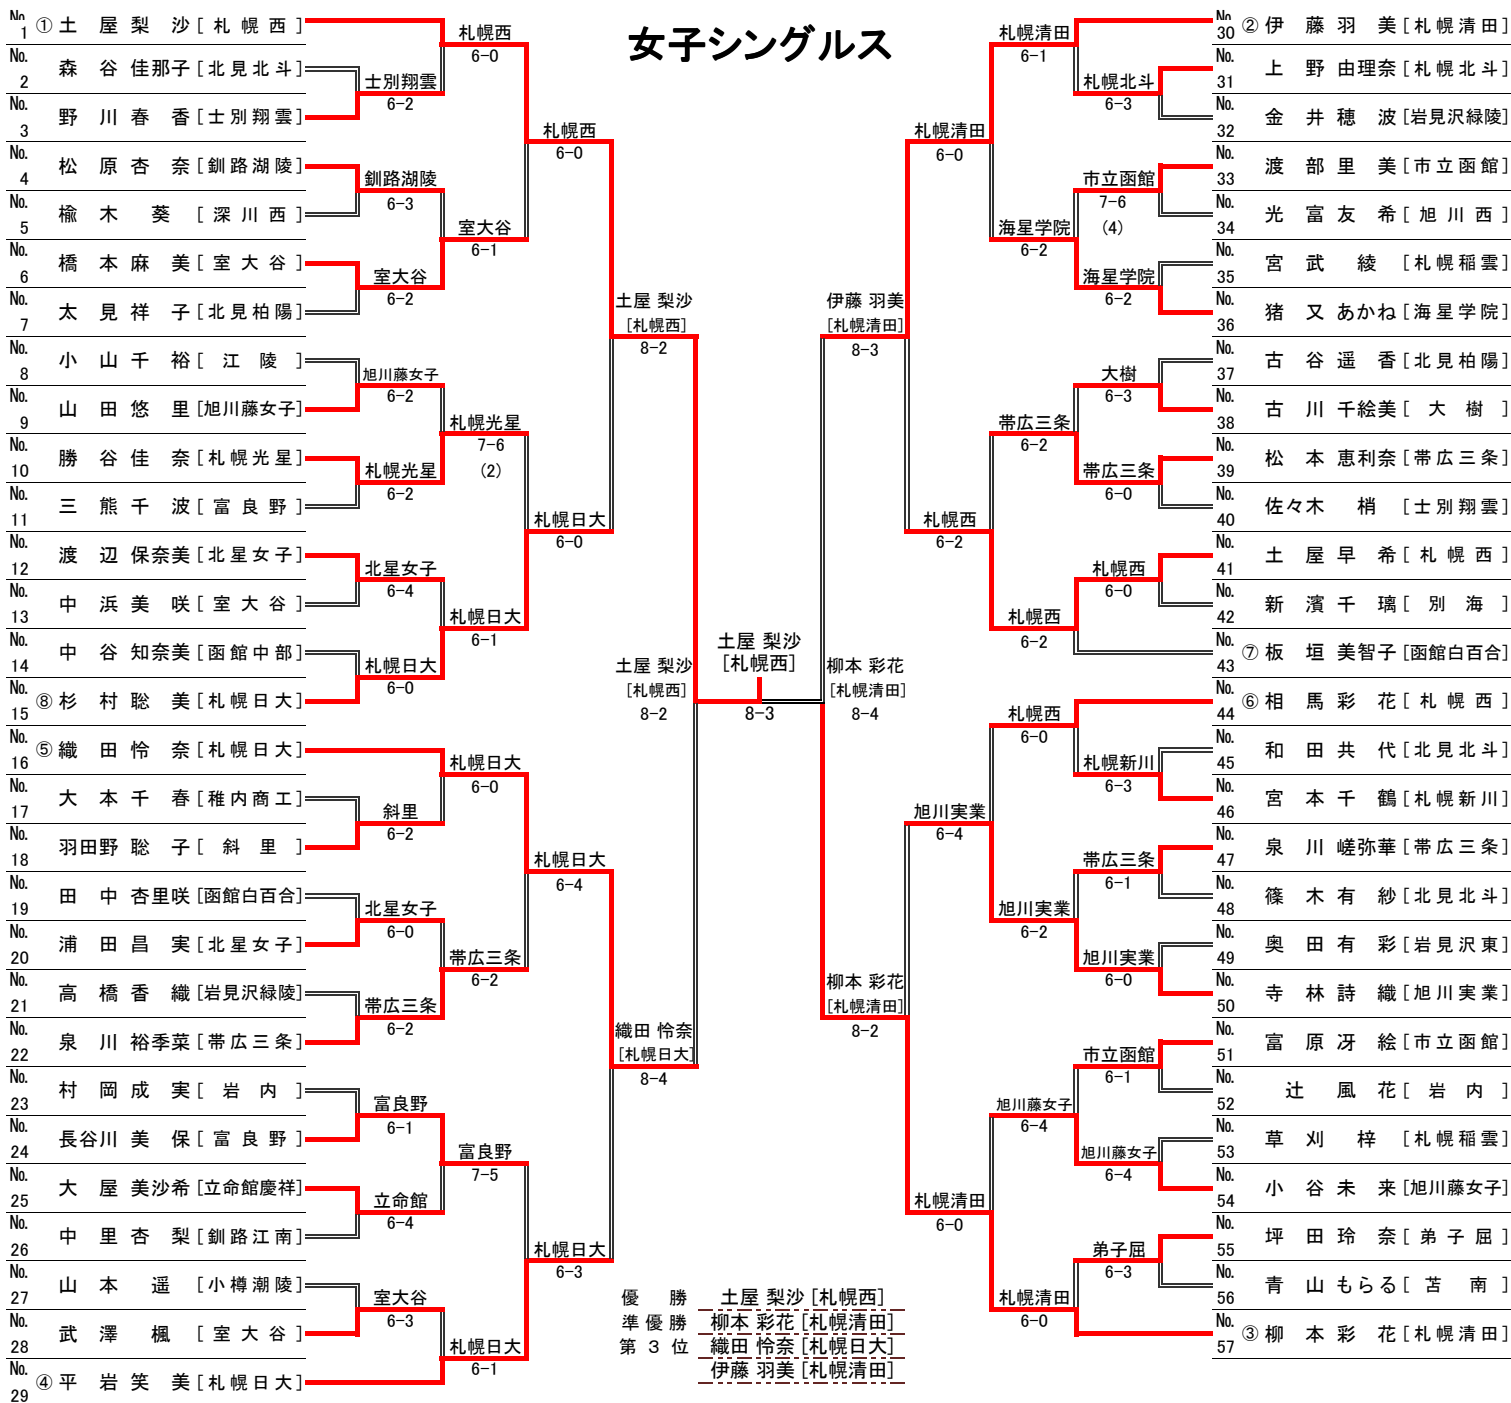 女子シングルス
No. 1 ① 土屋 梨沙 [札幌西]
No. 2 森谷 佳那子 [北見北斗]
No. 3 野川 春香 [士別翔雲]
No. 4 松原 杏奈 [釧路湖陵]
No. 5 楡木 葵 [深川西]
No. 6 橋本 麻美 [室大谷]
No. 7 太見 祥子 [北見柏陽]
No. 8 小山 千裕 [江陵]
No. 9 山田 悠里 [旭川藤女子]
No. 10 勝谷 佳奈 [札幌光星]
No. 11 三熊 千波 [富良野]
No. 12 渡辺 保奈美 [北星女子]
No. 13 中浜 美咲 [室大谷]
No. 14 中谷 知奈美 [函館中部]
No. 15 ⑧ 杉村 聡美 [札幌日大]
No. 16 ⑤ 織田 怜奈 [札幌日大]
No. 17 大本 千春 [稚内商工]
No. 18 羽田野 聡子 [斜里]
No. 19 田中 杏里咲 [函館白百合]
No. 20 浦田 昌実 [北星女子]
No. 21 高橋 香織 [岩見沢緑陵]
No. 22 泉川 裕季菜 [帯広三条]
No. 23 村岡 成実 [岩内]
No. 24 長谷川 美保 [富良野]
No. 25 大屋 美沙希 [立命館慶祥]
No. 26 中里 杏梨 [釧路江南]
No. 27 山本 遥 [小樽潮陵]
No. 28 武澤 楓 [室大谷]
No. 29 ④ 平岩 笑美 [札幌日大]
士別翔雲
6-2
釧路湖陵
6-3
室大谷
6-2
旭川藤女子
6-2
札幌光星
6-2
北星女子
6-4
札幌日大
6-0
斜里
6-2
北星女子
6-0
帯広三条
6-2
富良野
6-1
立命館
6-4
室大谷
6-3
札幌西
6-0
室大谷
6-1
札幌光星
7-6
(2)
札幌日大
6-1
札幌日大
6-0
帯広三条
6-2
富良野
7-5
札幌日大
6-1
札幌西
6-0
札幌日大
6-0
札幌日大
6-4
札幌日大
6-3
土屋 梨沙
[札幌西]
8-2
織田 怜奈
[札幌日大]
8-4
土屋 梨沙
[札幌西]
8-2
土屋 梨沙
[札幌西]
8-3
柳本 彩花
[札幌清田]
8-4
伊藤 羽美
[札幌清田]
8-3
柳本 彩花
[札幌清田]
8-2
札幌清田
6-0
札幌西
6-2
旭川実業
6-4
札幌清田
6-0
札幌清田
6-1
海星学院
6-2
帯広三条
6-2
札幌西
6-2
札幌西
6-0
旭川実業
6-2
旭川藤女子
6-4
札幌清田
6-0
札幌北斗
6-3
市立函館
7-6
(4)
海星学院
6-2
大樹
6-3
帯広三条
6-0
札幌西
6-0
札幌新川
6-3
帯広三条
6-1
旭川実業
6-0
市立函館
6-1
旭川藤女子
6-4
弟子屈
6-3
No. 30 ② 伊藤 羽美 [札幌清田]
No. 31 上野 由理奈 [札幌北斗]
No. 32 金井 穂波 [岩見沢緑陵]
No. 33 渡部 里美 [市立函館]
No. 34 光富 友希 [旭川西]
No. 35 宮武 綾 [札幌稲雲]
No. 36 猪又 あかね [海星学院]
No. 37 古谷 遥香 [北見柏陽]
No. 38 古川 千絵美 [大樹]
No. 39 松本 恵利奈 [帯広三条]
No. 40 佐々木 梢 [士別翔雲]
No. 41 土屋 早希 [札幌西]
No. 42 新濱 千璃 [別海]
No. 43 ⑦ 板垣 美智子 [函館白百合]
No. 44 ⑥ 相馬 彩花 [札幌西]
No. 45 和田 共代 [北見北斗]
No. 46 宮本 千鶴 [札幌新川]
No. 47 泉川 嵯弥華 [帯広三条]
No. 48 篠木 有紗 [北見北斗]
No. 49 奥田 有彩 [岩見沢東]
No. 50 寺林 詩織 [旭川実業]
No. 51 富原 冴絵 [市立函館]
No. 52 辻 風花 [岩内]
No. 53 草刈 梓 [札幌稲雲]
No. 54 小谷 未来 [旭川藤女子]
No. 55 坪田 玲奈 [弟子屈]
No. 56 青山 もらる [苫南]
No. 57 ③ 柳本 彩花 [札幌清田]
優勝 土屋 梨沙 [札幌西]
準優勝 柳本 彩花 [札幌清田]
第3位 織田 怜奈 [札幌日大]
伊藤 羽美 [札幌清田]